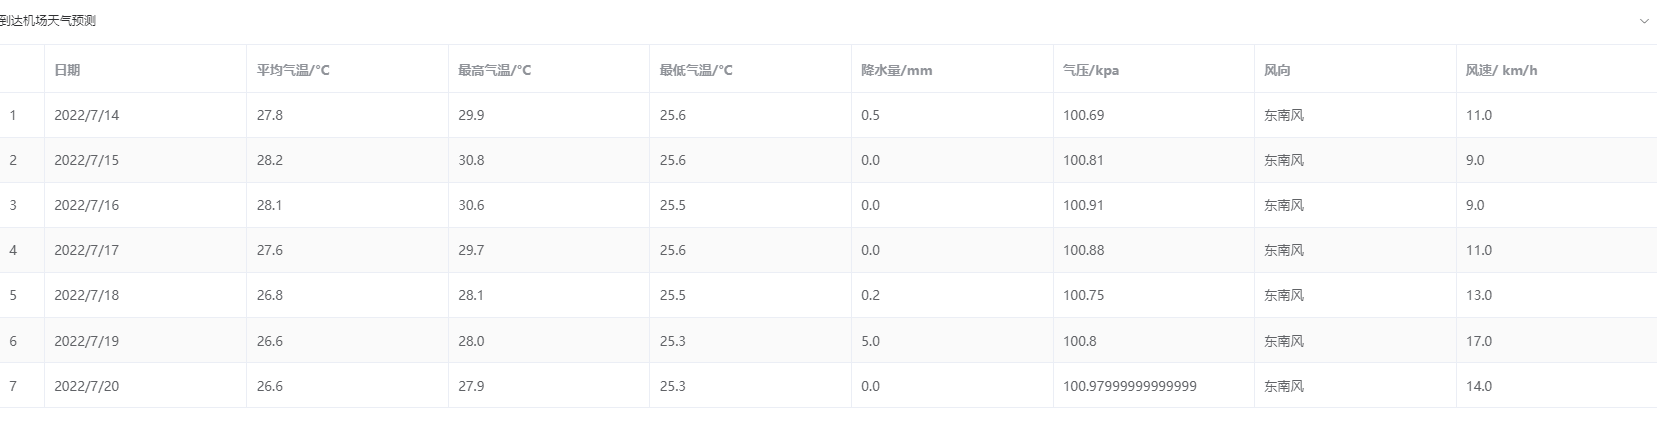 到达机场天气预测
日期 平均气温/°C 最高气温/°C 最低气温/°C 降水量/mm 气压/kpa 风向 风速/ km/h
1 2022/7/14 27.8 29.9 25.6 0.5 100.69 东南风 11.0
2 2022/7/15 28.2 30.8 25.6 0.0 100.81 东南风 9.0
3 2022/7/16 28.1 30.6 25.5 0.0 100.91 东南风 9.0
4 2022/7/17 27.6 29.7 25.6 0.0 100.88 东南风 11.0
5 2022/7/18 26.8 28.1 25.5 0.2 100.75 东南风 13.0
6 2022/7/19 26.6 28.0 25.3 5.0 100.8 东南风 17.0
7 2022/7/20 26.6 27.9 25.3 0.0 100.97999999999999 东南风 14.0